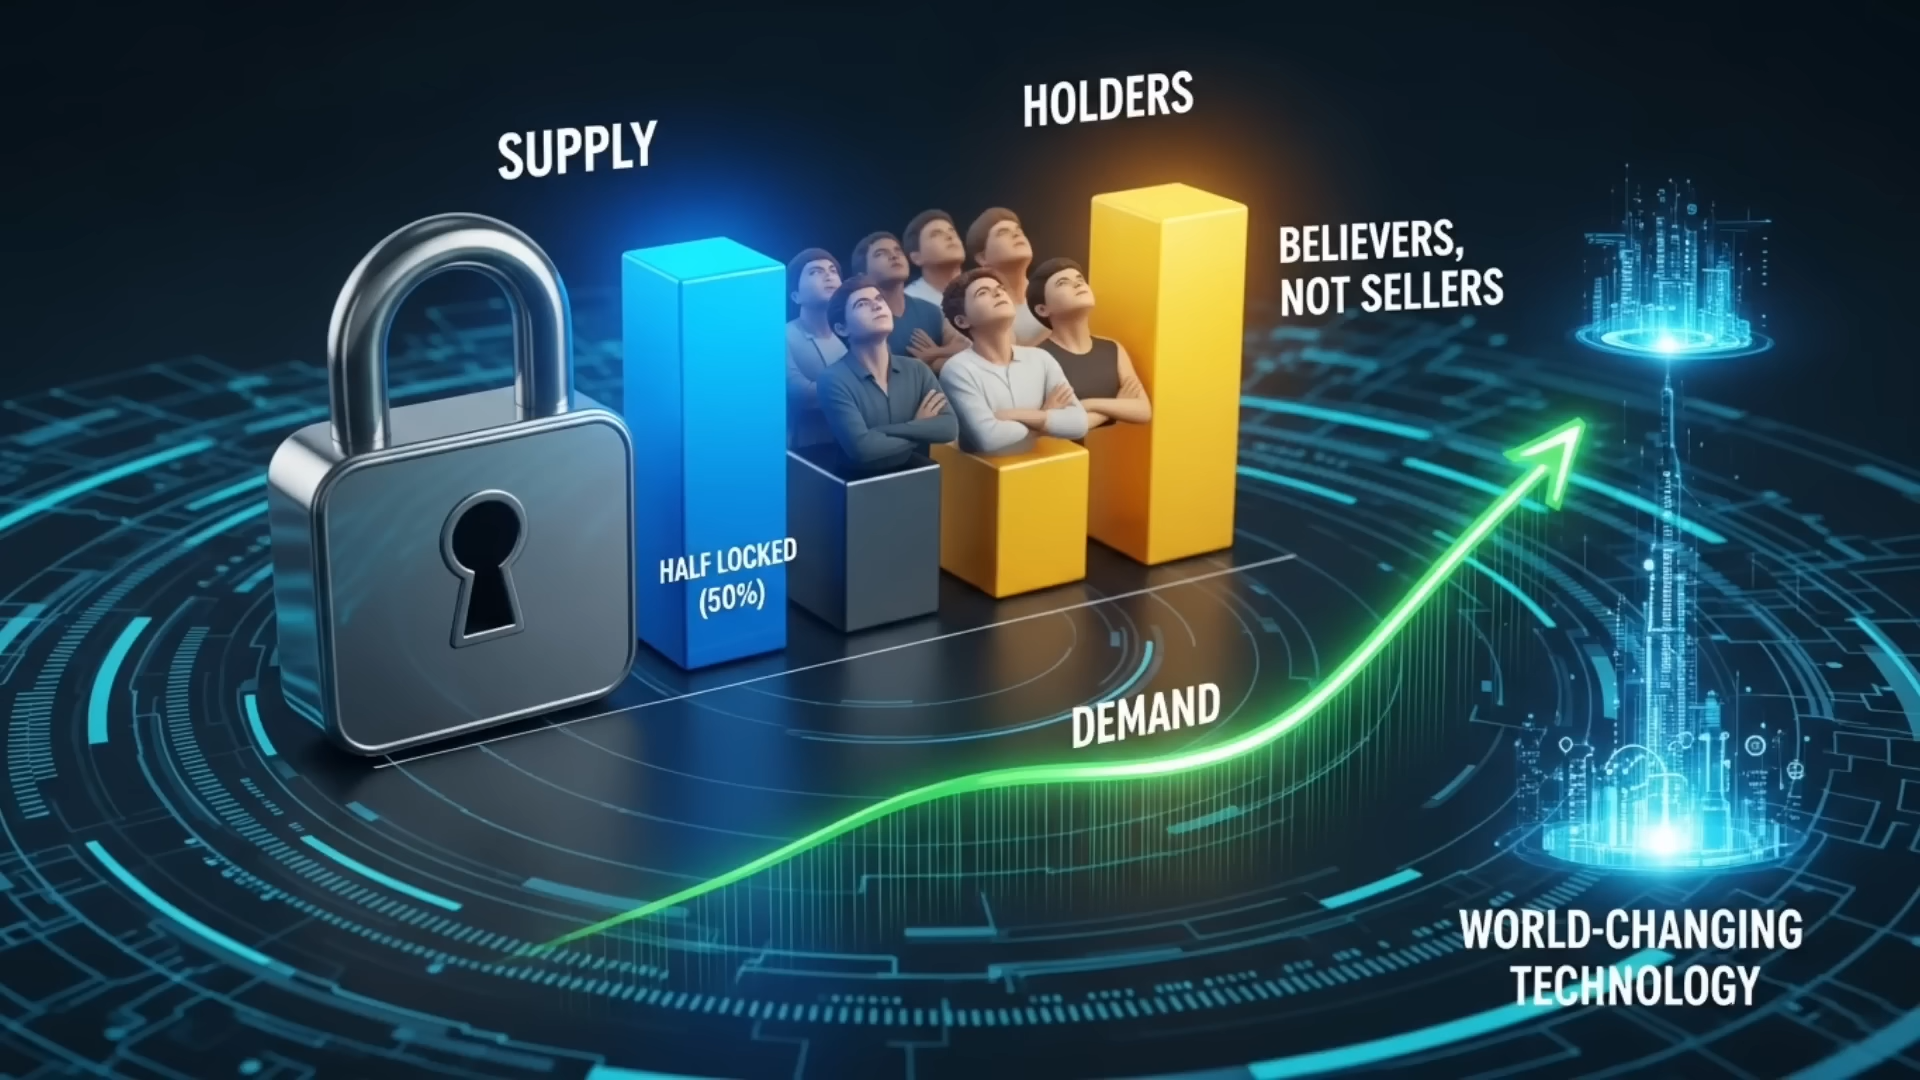 SUPPLY
HOLDERS
BELIEVERS,
NOT SELLERS
HALF LOCKED
(50%)
DEMAND
WORLD-CHANGING
TECHNOLOGY